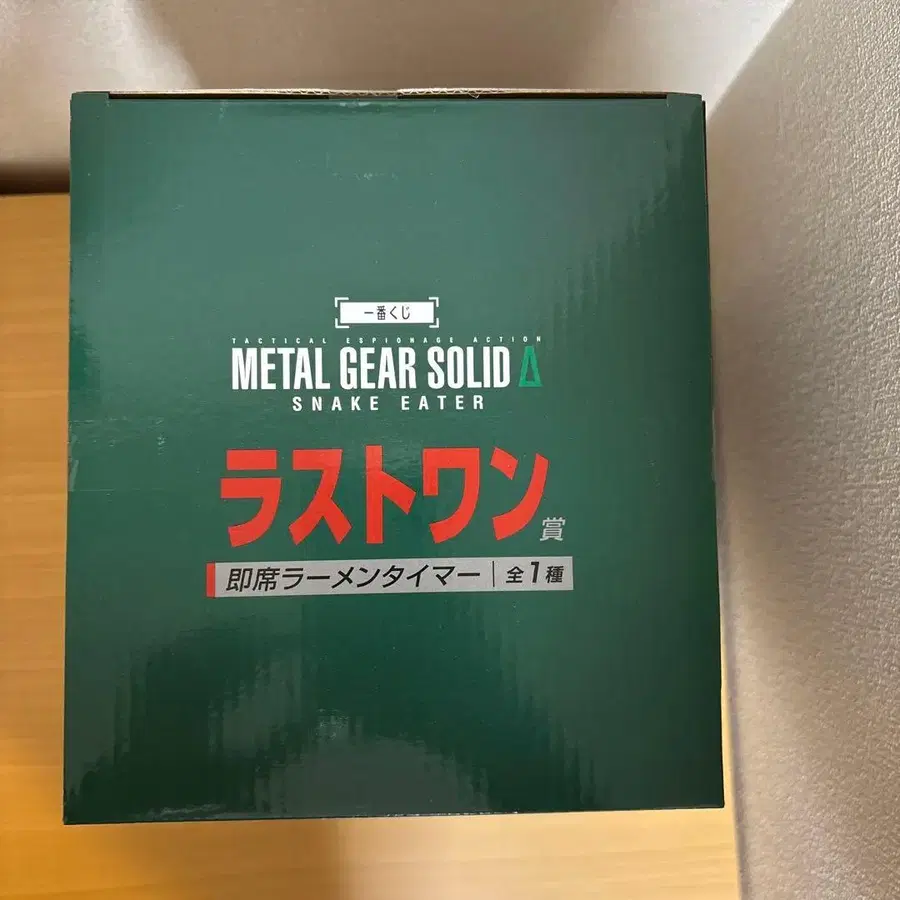 一番くじ
TACTICAL ESPIONAGE ACTION
METAL GEAR SOLID Δ
SNAKE EATER
ラストワン賞
即席ラーメンタイマー 全1種